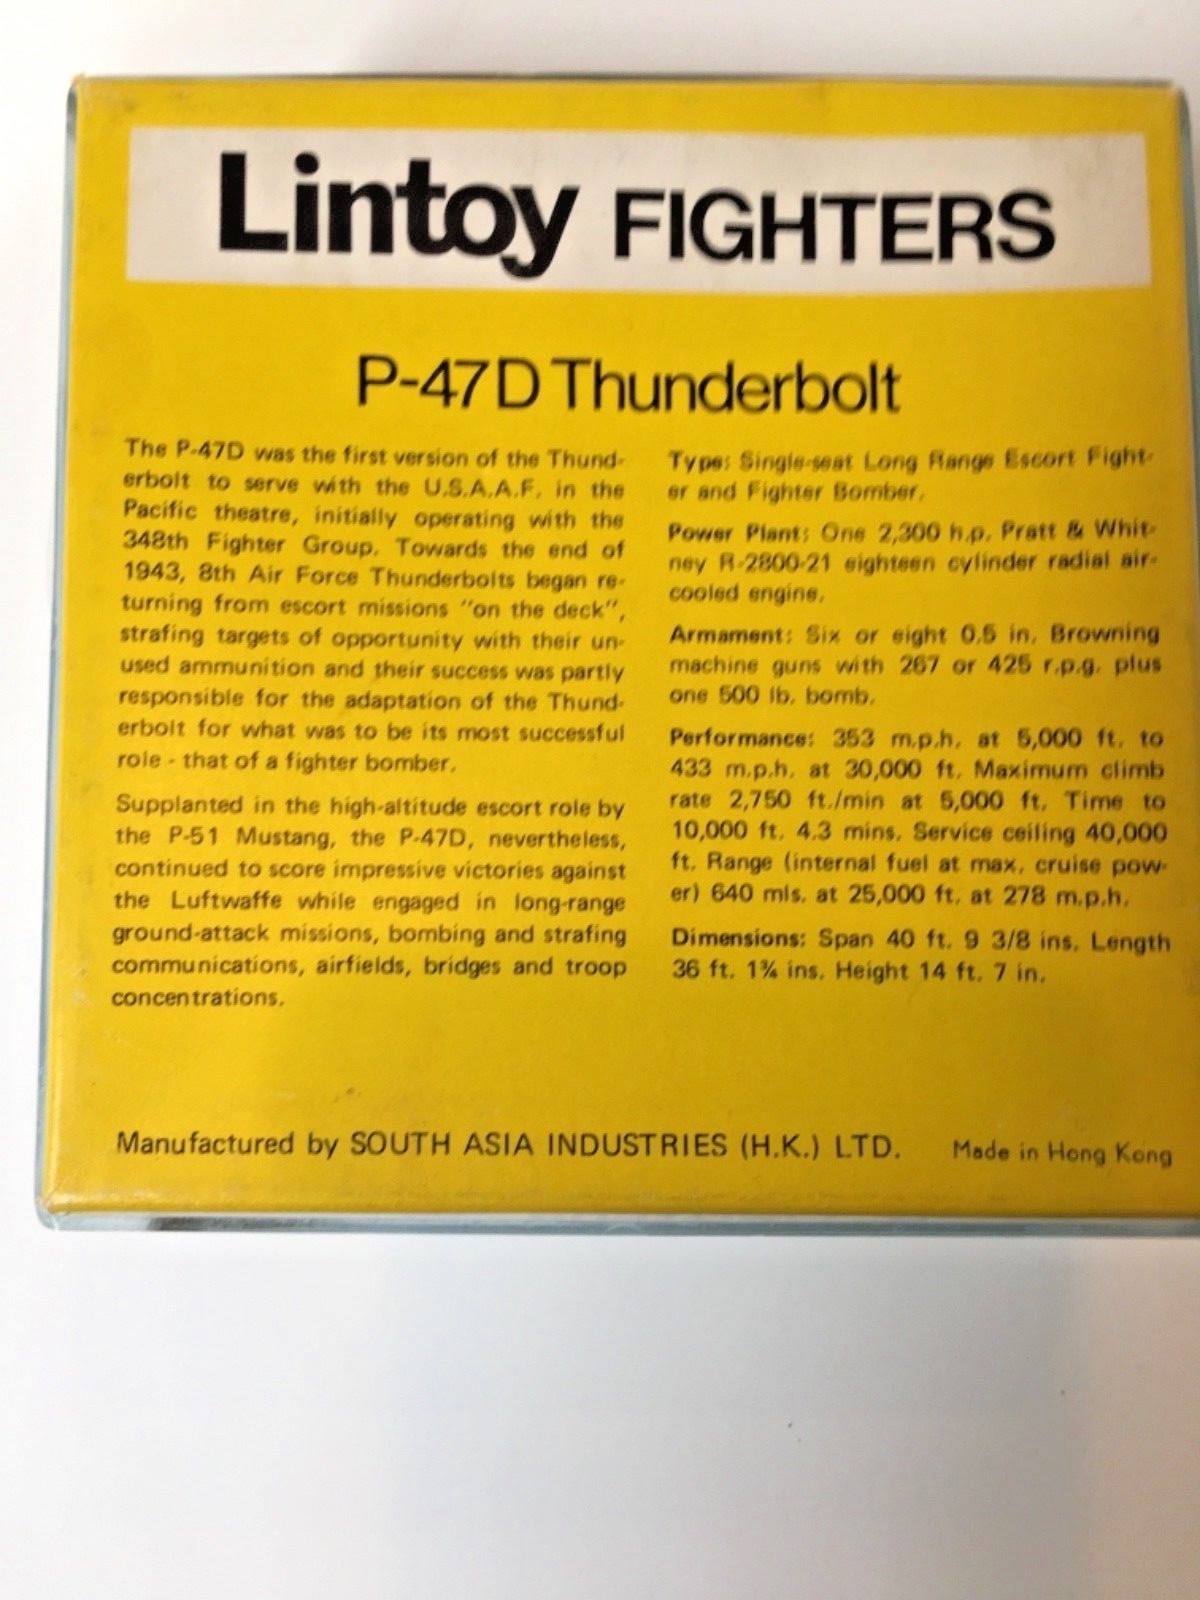 Lintoy FIGHTERS
P-47D Thunderbolt
The P-47D was the first version of the Thund-
erbolt to serve with the U.S.A.A.F. in the
Pacific theatre, initially operating with the
348th Fighter Group. Towards the end of
1943, 8th Air Force Thunderbolts began re-
turning from escort missions "on the deck",
strafing targets of opportunity with their un-
used ammunition and their success was partly
responsible for the adaptation of the Thund-
erbolt for what was to be its most successful
role - that of a fighter bomber.
Supplanted in the high-altitude escort role by
the P-51 Mustang, the P-47D, nevertheless,
continued to score impressive victories against
the Luftwaffe while engaged in long-range
ground-attack missions, bombing and strafing
communications, airfields, bridges and troop
concentrations.
Type: Single-seat Long Range Escort Fight-
er and Fighter Bomber.
Power Plant: One 2,300 h.p. Pratt & Whit-
ney R-2800-21 eighteen cylinder radial air-
cooled engine.
Armament: Six or eight 0.5 in. Browning
machine guns with 267 or 425 r.p.g. plus
one 500 lb. bomb.
Performance: 353 m.p.h. at 5,000 ft. to
433 m.p.h. at 30,000 ft. Maximum climb
rate 2,750 ft./min at 5,000 ft. Time to
10,000 ft. 4.3 mins. Service ceiling 40,000
ft. Range (internal fuel at max. cruise pow-
er) 640 mls. at 25,000 ft. at 278 m.p.h.
Dimensions: Span 40 ft. 9 3/8 ins. Length
36 ft. 1¾ ins. Height 14 ft. 7 in.
Manufactured by SOUTH ASIA INDUSTRIES (H.K.) LTD.
Made in Hong Kong